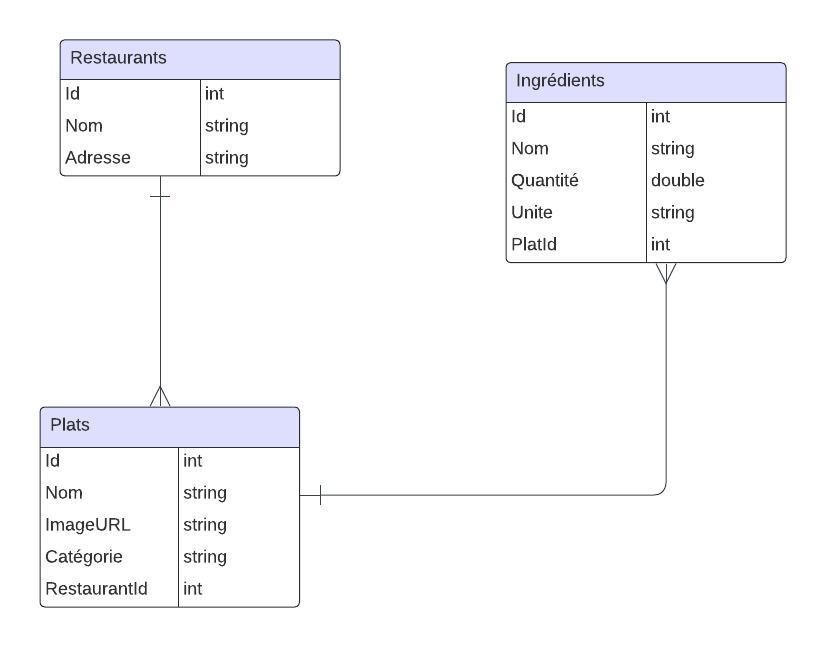 Restaurants
Id int
Nom string
Adresse string
Ingrédients
Id int
Nom string
Quantité double
Unite string
PlatId int
Plats
Id int
Nom string
ImageURL string
Catégorie string
RestaurantId int